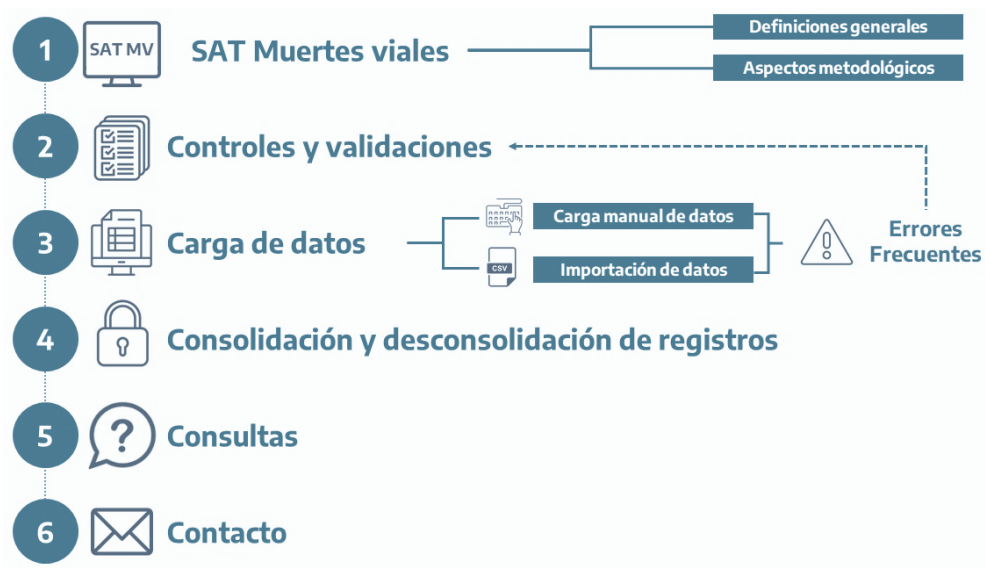 1
SAT MV
SAT Muertes viales
Definiciones generales
Aspectos metodológicos
2
Controles y validaciones
3
Carga de datos
Carga manual de datos
CSV
Importación de datos
Errores
Frecuentes
4
Consolidación y desconsolidación de registros
5
?
Consultas
6
Contacto